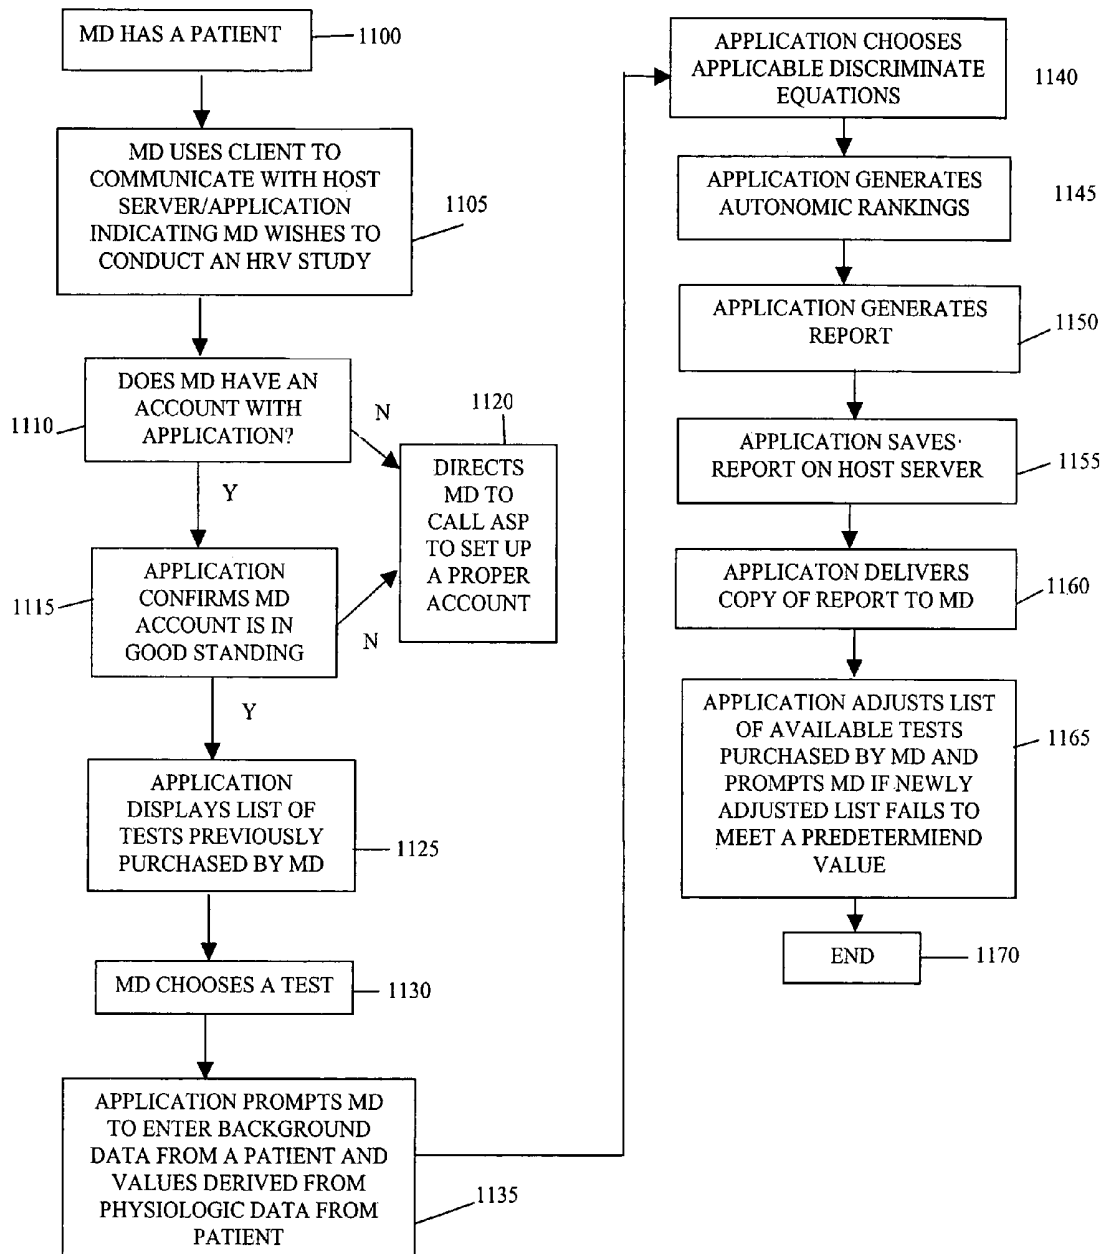 MD HAS A PATIENT
1100
MD USES CLIENT TO
COMMUNICATE WITH HOST
SERVER/APPLICATION
INDICATING MD WISHES TO
CONDUCT AN HRV STUDY
1105
DOES MD HAVE AN
ACCOUNT WITH
APPLICATION?
1110
N
Y
1120
DIRECTS
MD TO
CALL ASP
TO SET UP
A PROPER
ACCOUNT
APPLICATION
CONFIRMS MD
ACCOUNT IS IN
GOOD STANDING
1115
N
Y
APPLICATION
DISPLAYS LIST OF
TESTS PREVIOUSLY
PURCHASED BY MD
1125
MD CHOOSES A TEST
1130
APPLICATION PROMPTS MD
TO ENTER BACKGROUND
DATA FROM A PATIENT AND
VALUES DERIVED FROM
PHYSIOLOGIC DATA FROM
PATIENT
1135
APPLICATION CHOOSES
APPLICABLE DISCRIMINATE
EQUATIONS
1140
APPLICATION GENERATES
AUTONOMIC RANKINGS
1145
APPLICATION GENERATES
REPORT
1150
APPLICATION SAVES
REPORT ON HOST SERVER
1155
APPLICATON DELIVERS
COPY OF REPORT TO MD
1160
APPLICATION ADJUSTS LIST
OF AVAILABLE TESTS
PURCHASED BY MD AND
PROMPTS MD IF NEWLY
ADJUSTED LIST FAILS TO
MEET A PREDETERMIEND
VALUE
1165
END
1170